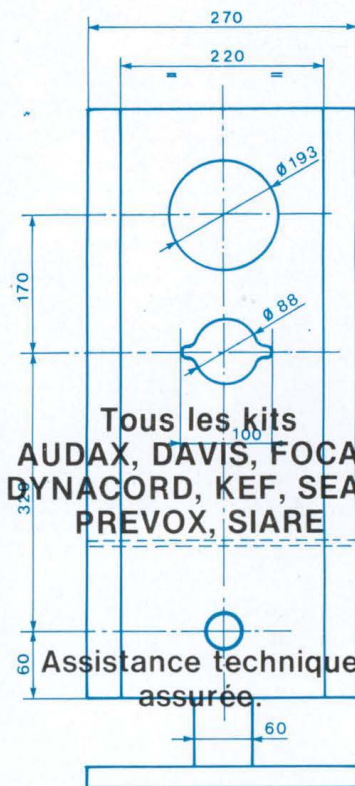 270
220
= =
Ø193
170
Ø88
100
Tous les kits
AUDAX, DAVIS, FOCA
DYNACORD, KEF, SEA
PREVOX, SIARE
320
60
Assistance technique
assurée.
60